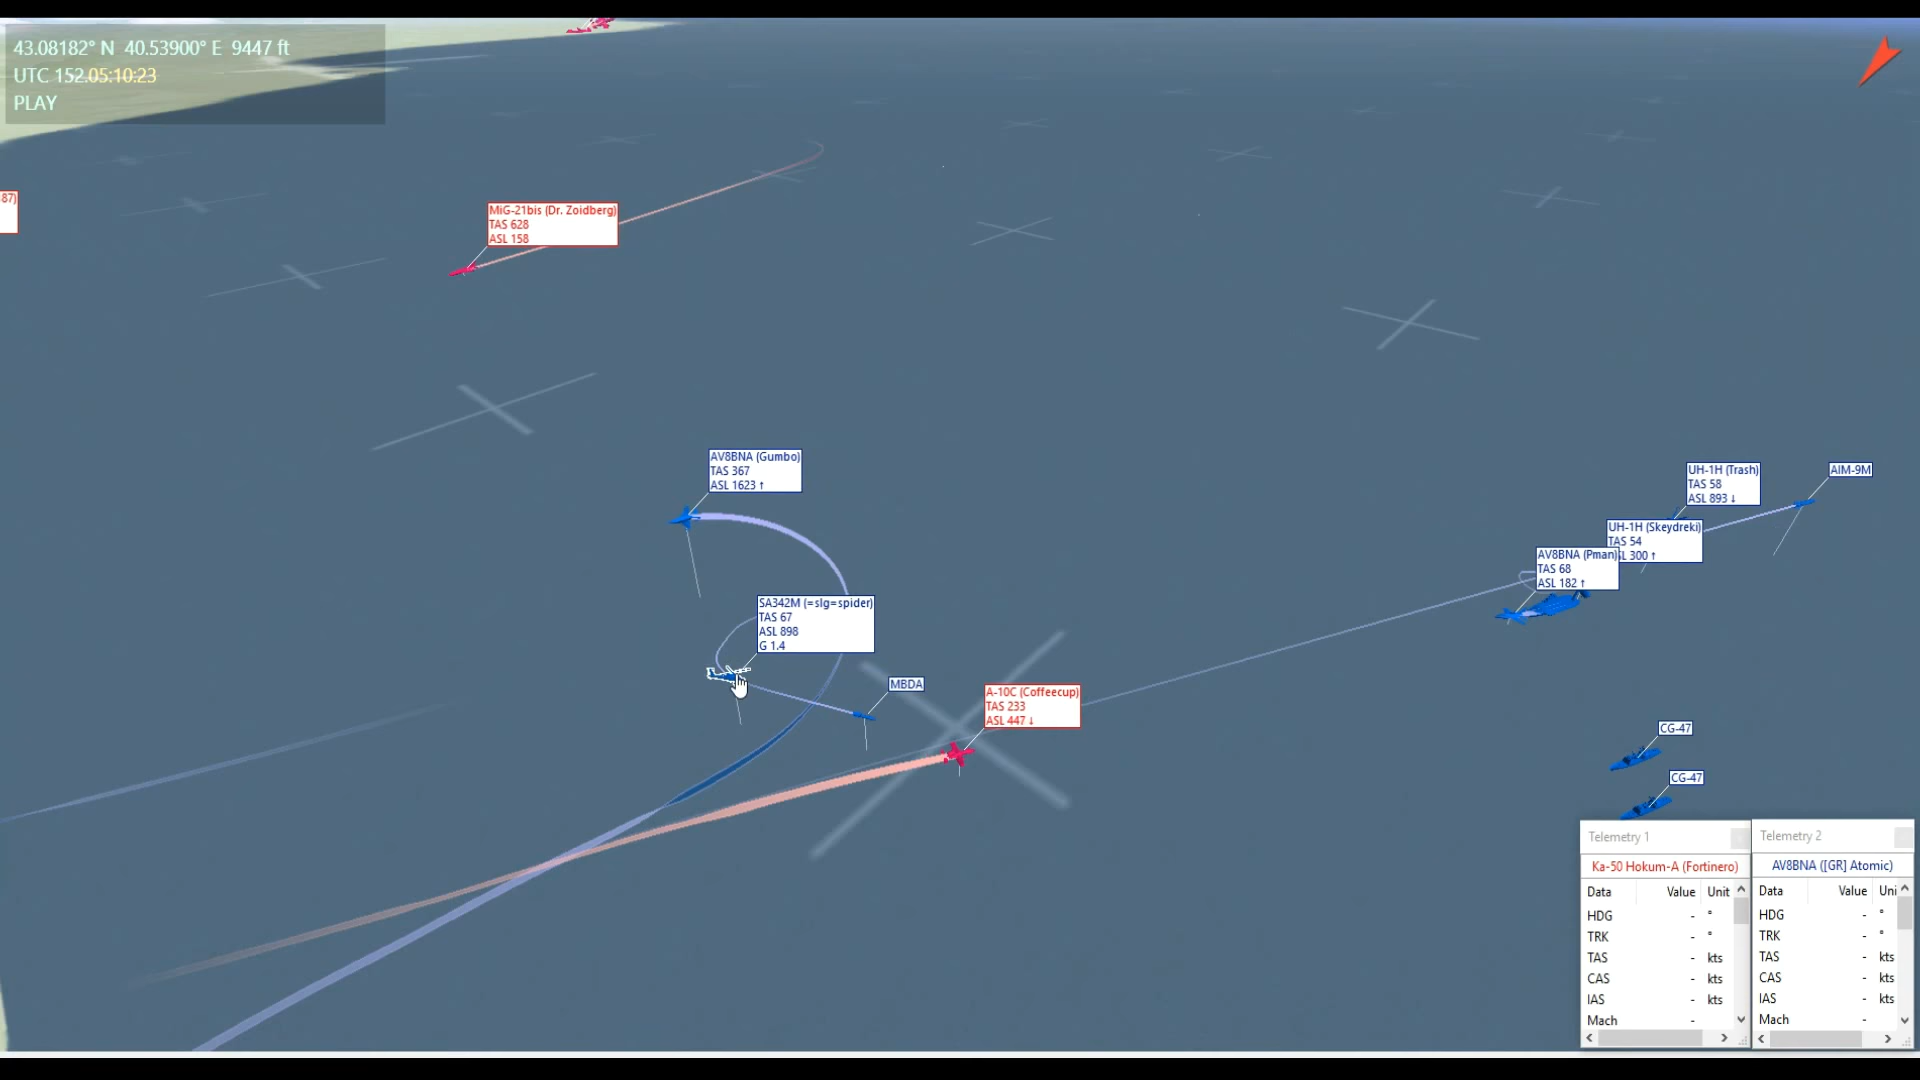 43.08182° N 40.53900° E 9447 ft
UTC 152.05:10:23
PLAY
87)
MiG-21bis (Dr. Zoidberg)
TAS 628
ASL 158
AV8BNA (Gumbo)
TAS 367
ASL 1623 ↑
UH-1H (Trash)
TAS 58
ASL 893 ↓
AIM-9M
UH-1H (Skeydreki)
TAS 54
SL 300 ↑
AV8BNA (Pman)
TAS 68
ASL 182 ↑
SA342M (=slg=spider)
TAS 67
ASL 898
G 1.4
MBDA
A-10C (Coffeecup)
TAS 233
ASL 447 ↓
CG-47
CG-47
Telemetry 1
Ka-50 Hokum-A (Fortinero)
Data Value Unit
HDG - °
TRK - °
TAS - kts
CAS - kts
IAS - kts
Mach -
Telemetry 2
AV8BNA ([GR] Atomic)
Data Value Uni
HDG - °
TRK - °
TAS - kts
CAS - kts
IAS - kts
Mach -